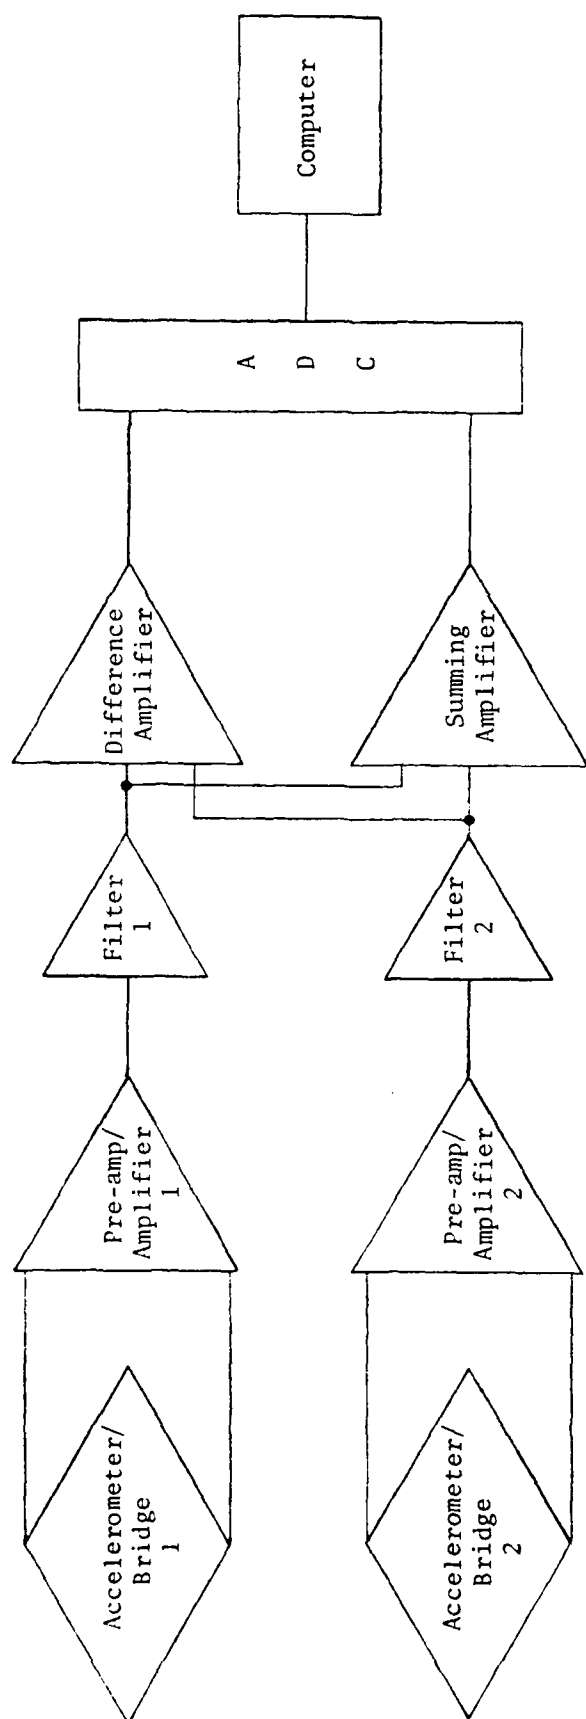 Accelerometer/
Bridge
1
Pre-amp/
Amplifier
1
Filter
1
Difference
Amplifier
Accelerometer/
Bridge
2
Pre-amp/
Amplifier
2
Filter
2
Summing
Amplifier
A D C
Computer